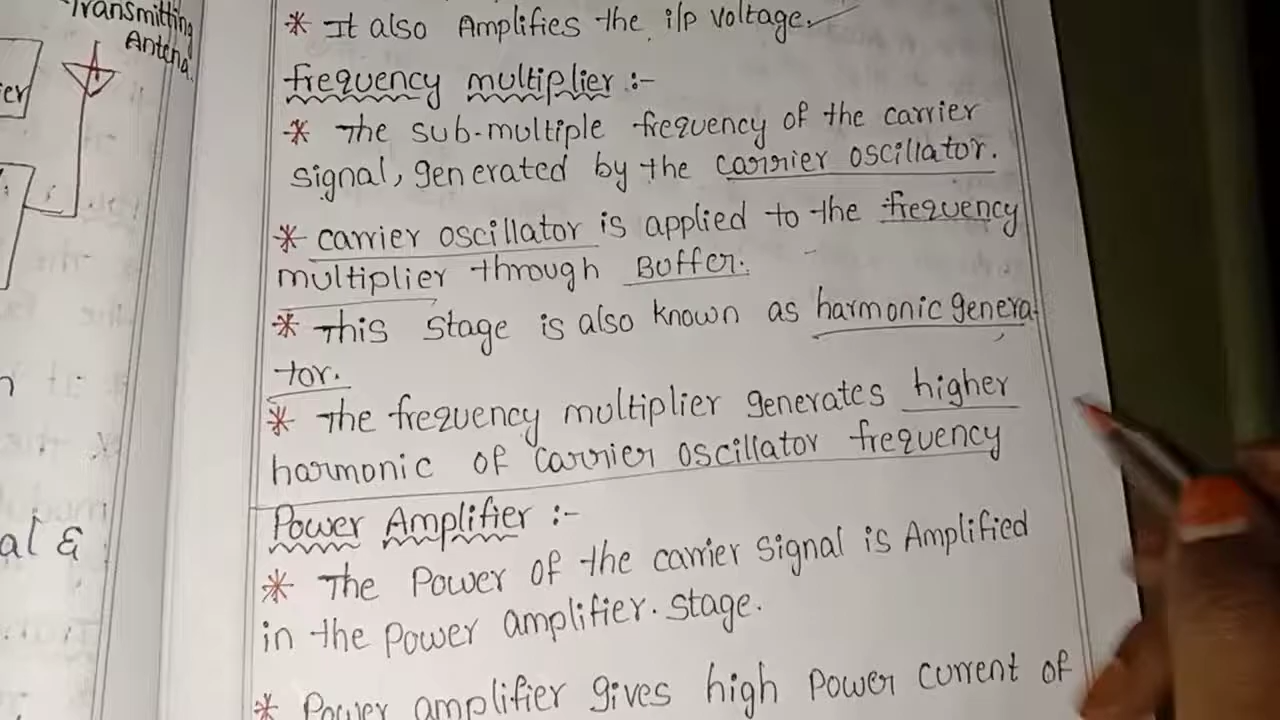 Transmitting
Antena.
er
al &
* It also Amplifies the i/p voltage.
frequency multiplier :-
* The sub-multiple frequency of the carrier
signal, generated by the carrier oscillator.
* carrier oscillator is applied to the frequency
multiplier through Buffer.
* This stage is also known as harmonic genera-
tor.
* The frequency multiplier generates higher
harmonic of carrier oscillator frequency
Power Amplifier :-
* The Power of the carrier signal is Amplified
in the power amplifier. stage.
* Power amplifier gives high power current of